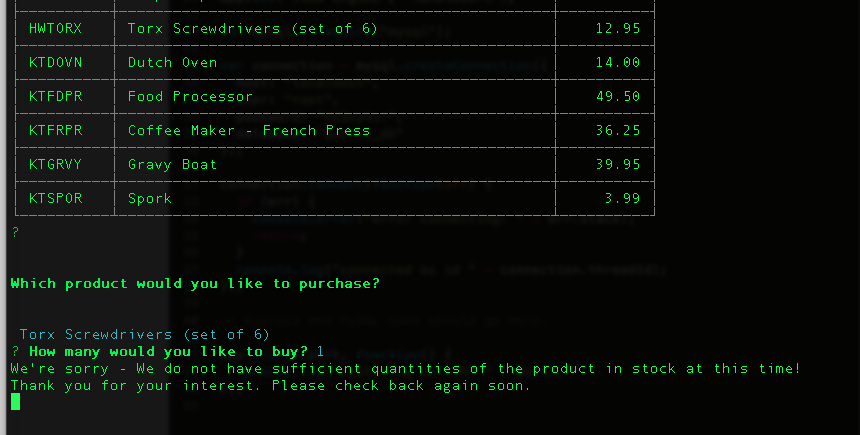 HWTORX Torx Screwdrivers (set of 6) 12.95
KTDOVN Dutch Oven 14.00
KTFDPR Food Processor 49.50
KTFRPR Coffee Maker - French Press 36.25
KTGRVY Gravy Boat 39.95
KTSPOR Spork 3.99
?
Which product would you like to purchase?
Torx Screwdrivers (set of 6)
? How many would you like to buy? 1
We're sorry - We do not have sufficient quantities of the product in stock at this time!
Thank you for your interest. Please check back again soon.